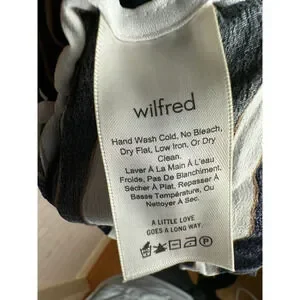 wilfred
Hand Wash Cold, No Bleach,
Dry Flat, Low Iron, Or Dry
Clean.
Laver À La Main À L'eau
Froide, Pas De Blanchiment,
Sécher À Plat, Repasser À
Basse Température, Ou
Nettoyer À Sec.
A LITTLE LOVE
GOES A LONG WAY.